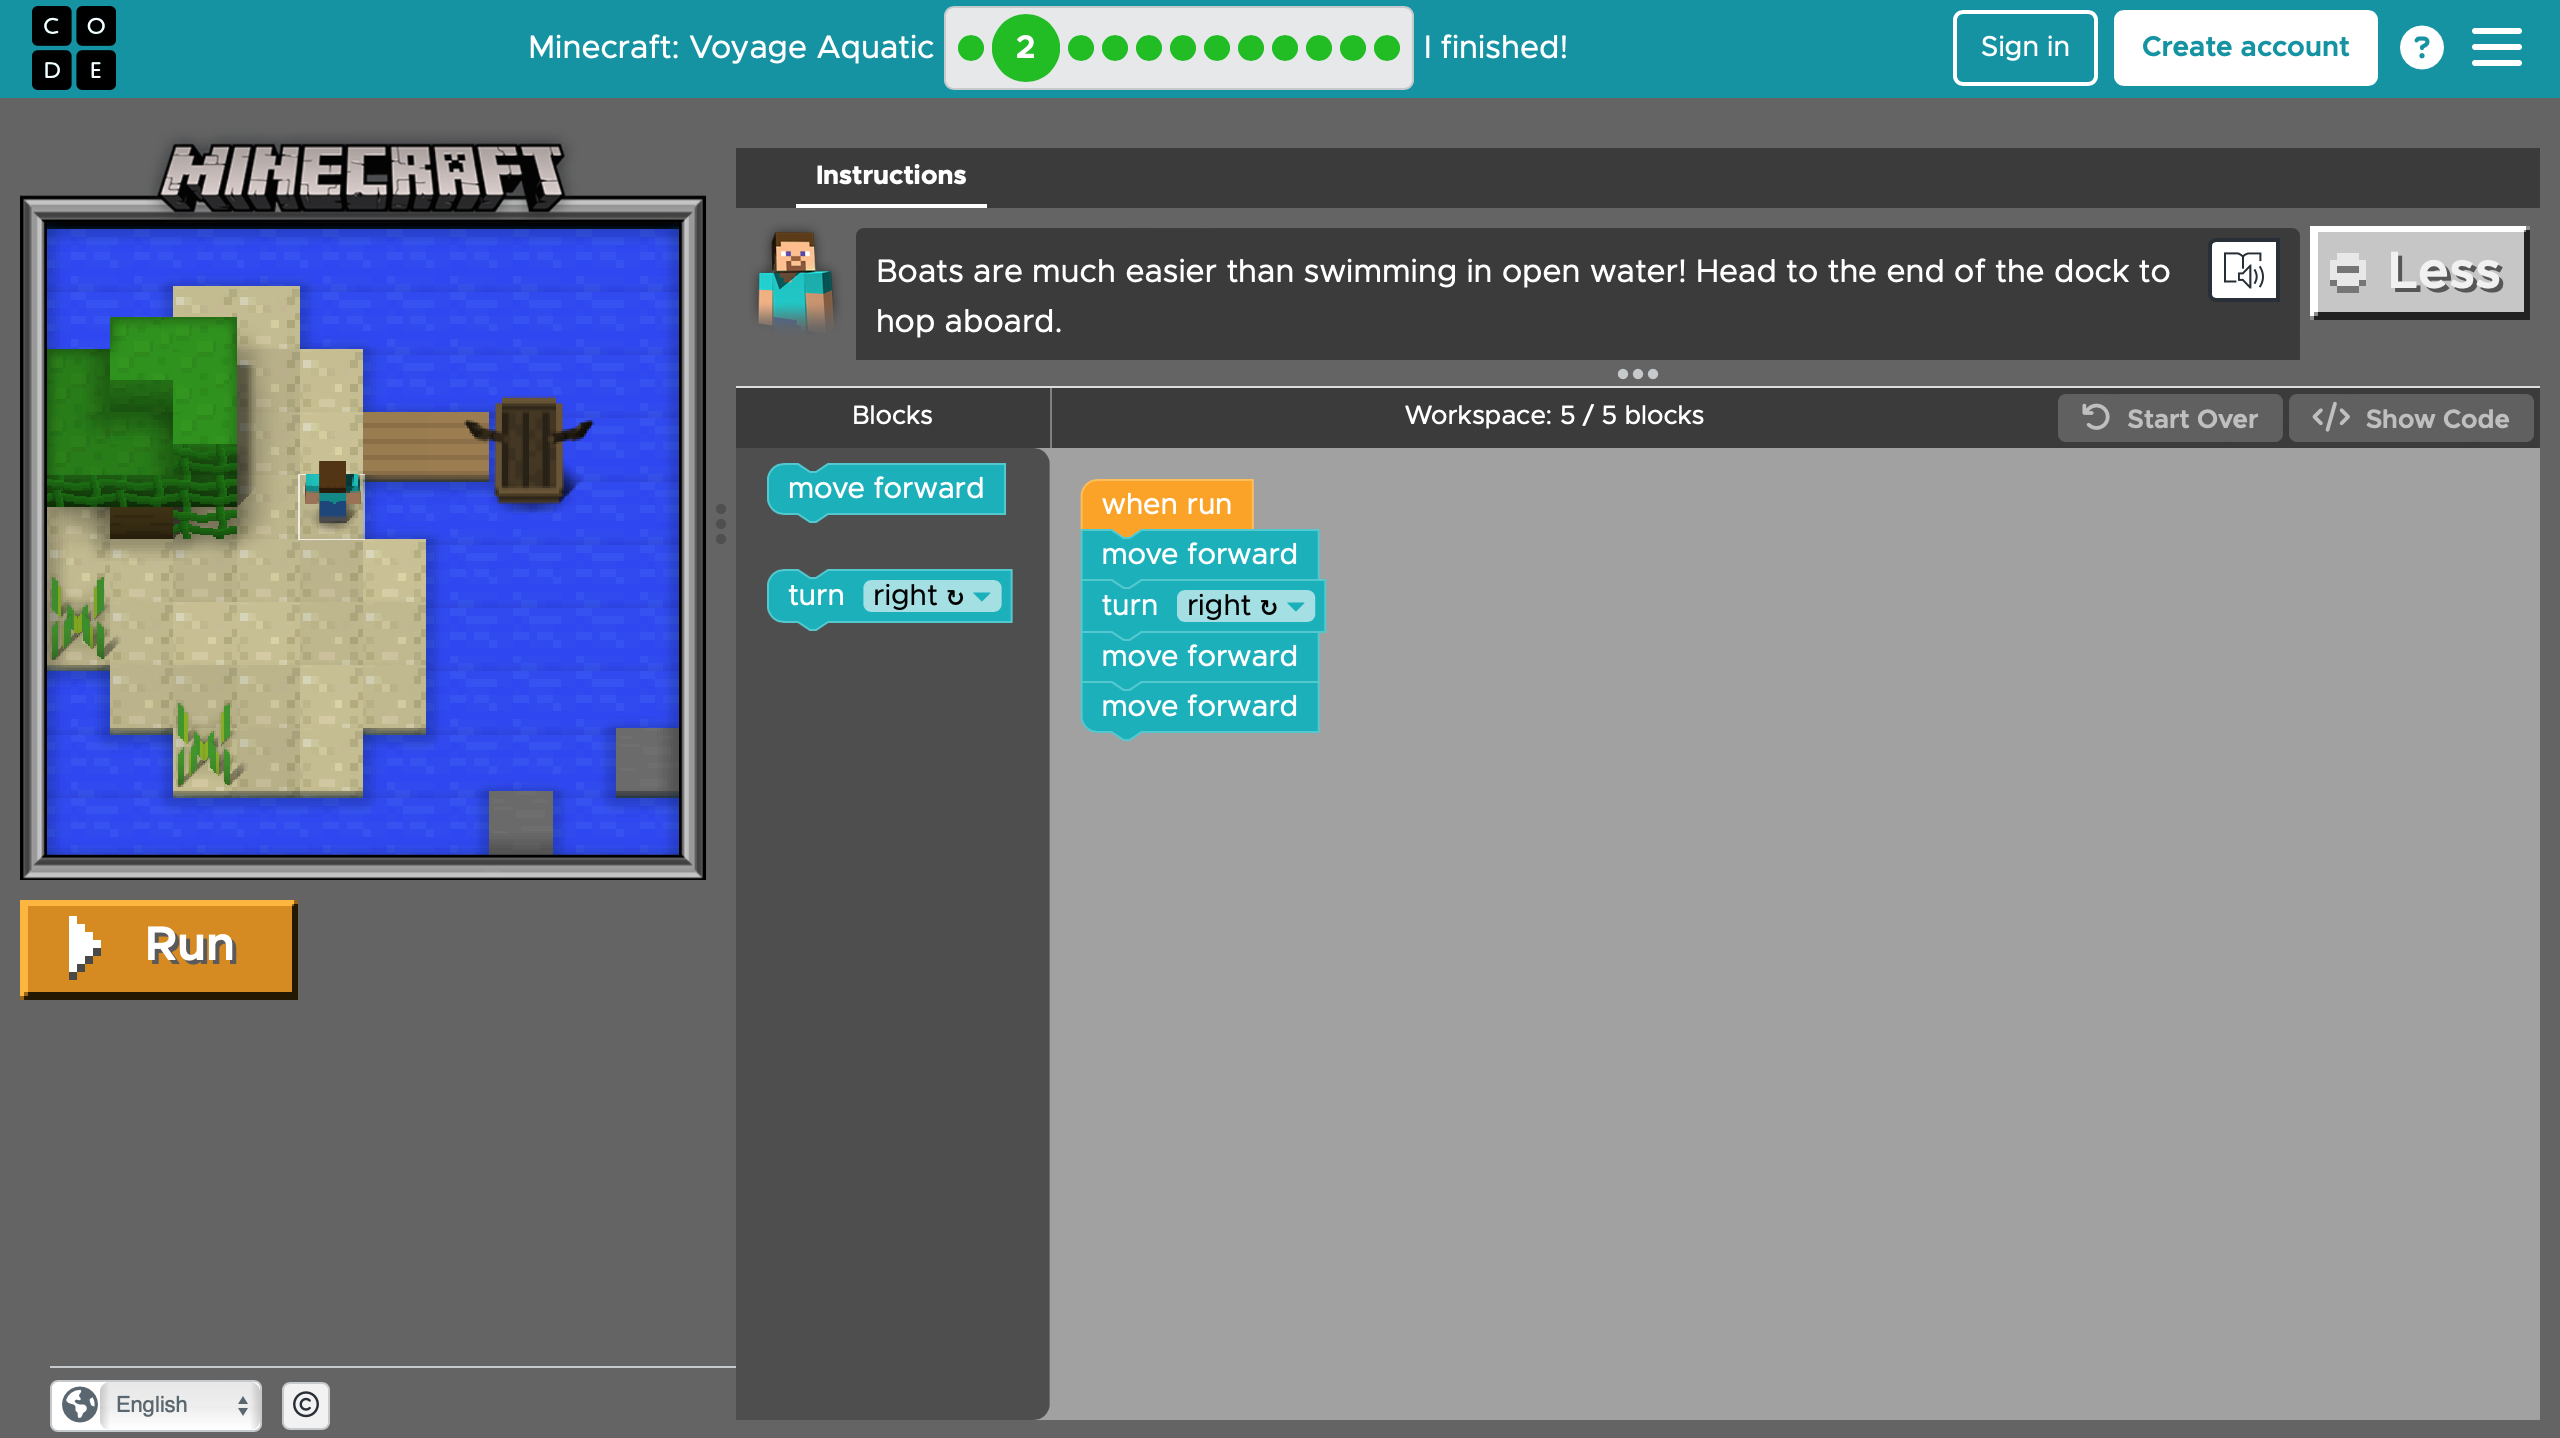 C O
D E
Minecraft: Voyage Aquatic
2
I finished!
Sign in
Create account
?
MINECRAFT
Instructions
Boats are much easier than swimming in open water! Head to the end of the dock to
hop aboard.
Less
Blocks
Workspace: 5 / 5 blocks
Start Over
</> Show Code
move forward
turn right ↻
when run
move forward
turn right ↻
move forward
move forward
Run
English
©